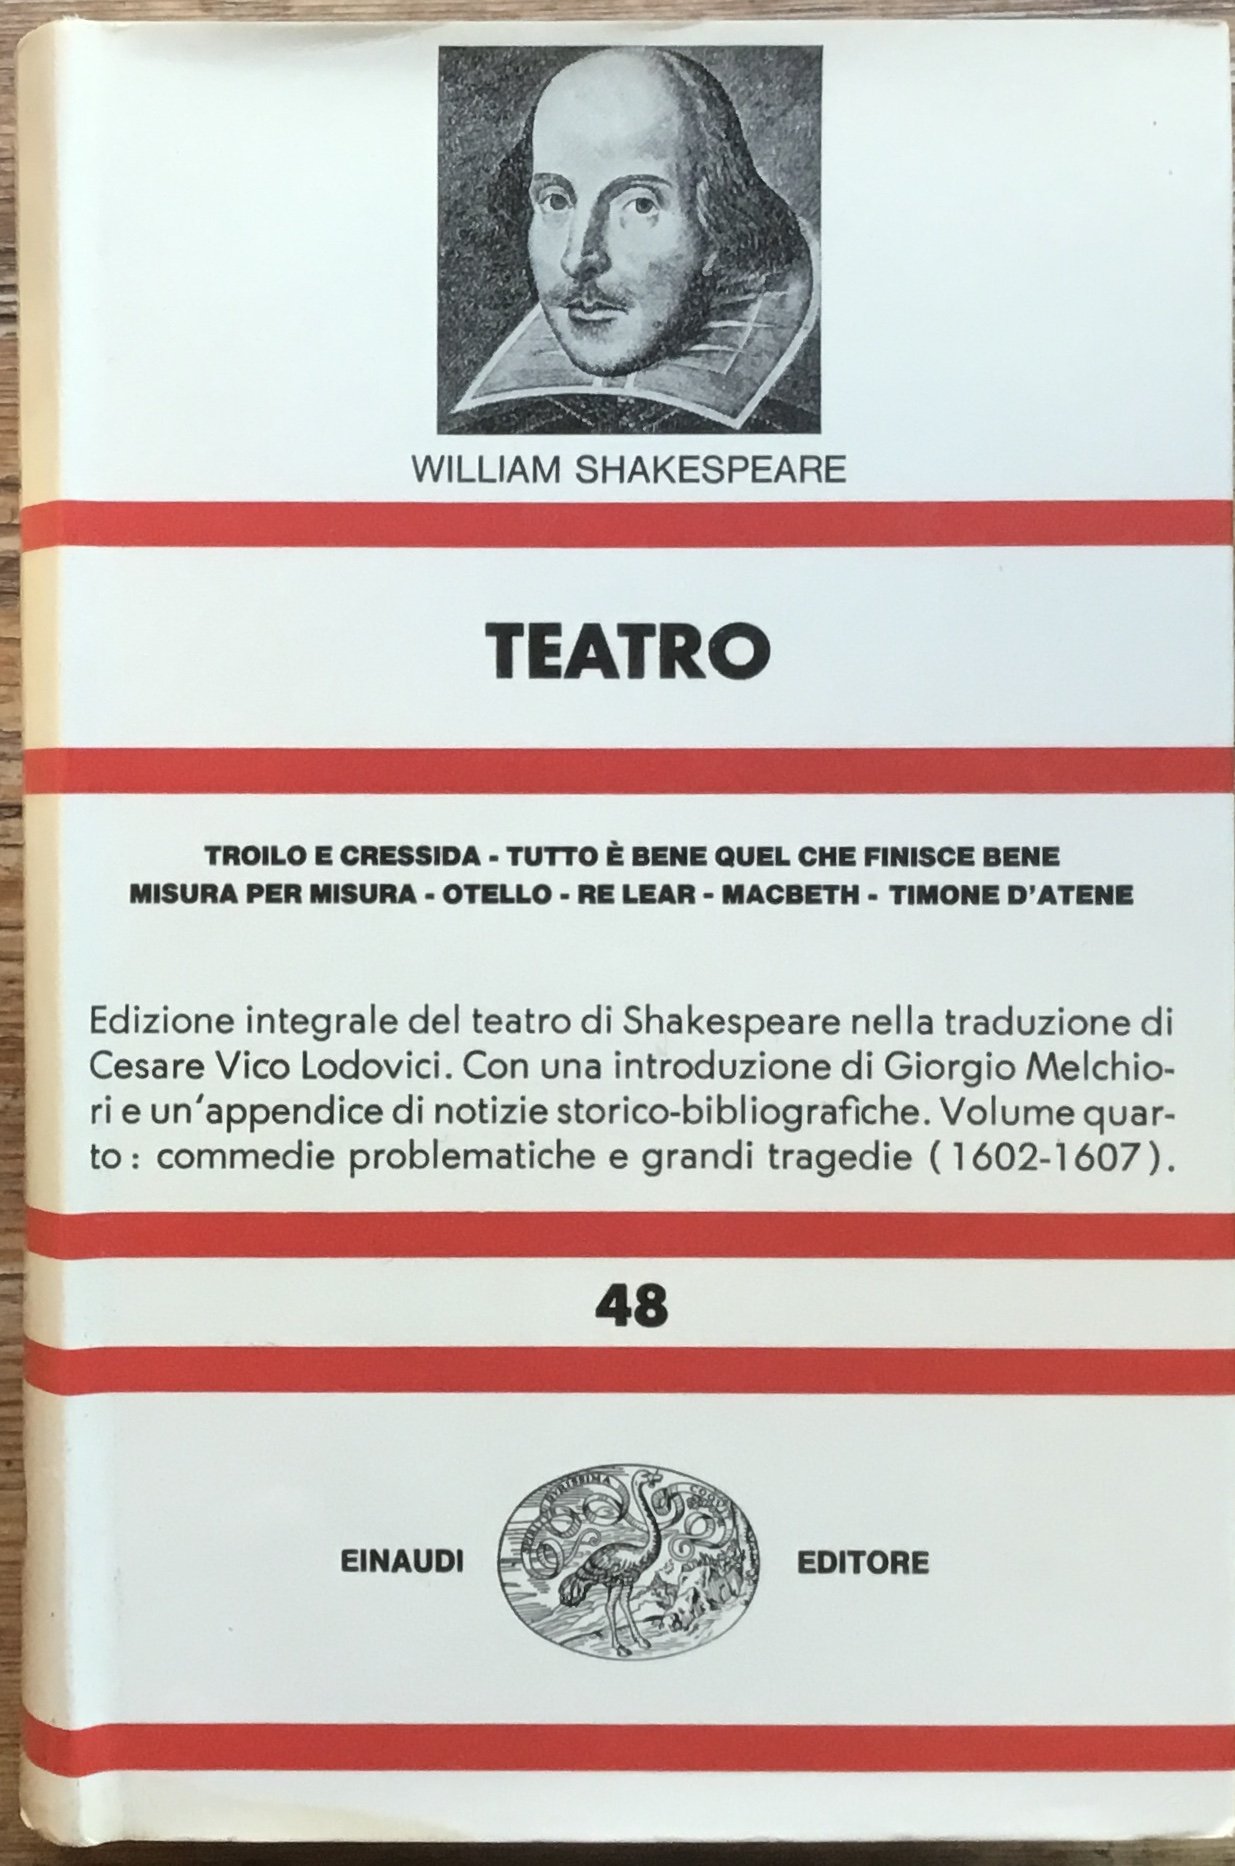 WILLIAM SHAKESPEARE
TEATRO
TROILO E CRESSIDA - TUTTO È BENE QUEL CHE FINISCE BENE
MISURA PER MISURA - OTELLO - RE LEAR - MACBETH - TIMONE D'ATENE
Edizione integrale del teatro di Shakespeare nella traduzione di
Cesare Vico Lodovici. Con una introduzione di Giorgio Melchio-
ri e un'appendice di notizie storico-bibliografiche. Volume quar-
to: commedie problematiche e grandi tragedie (1602-1607).
48
EINAUDI EDITORE